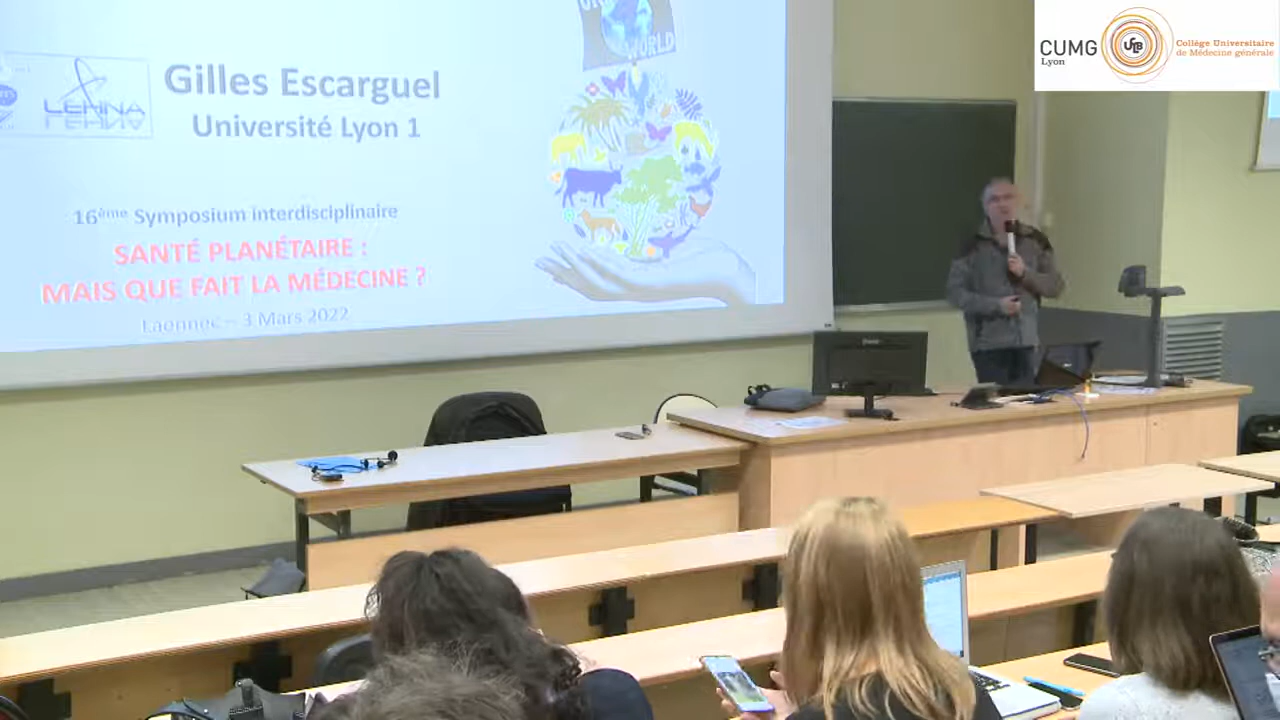 WORLD
LEHNA
Gilles Escarguel
Université Lyon 1
16ème Symposium interdisciplinaire
SANTÉ PLANÉTAIRE :
MAIS QUE FAIT LA MÉDECINE ?
Laennec – 3 Mars 2022
CUMG
Lyon
Collège Universitaire
de Médecine générale